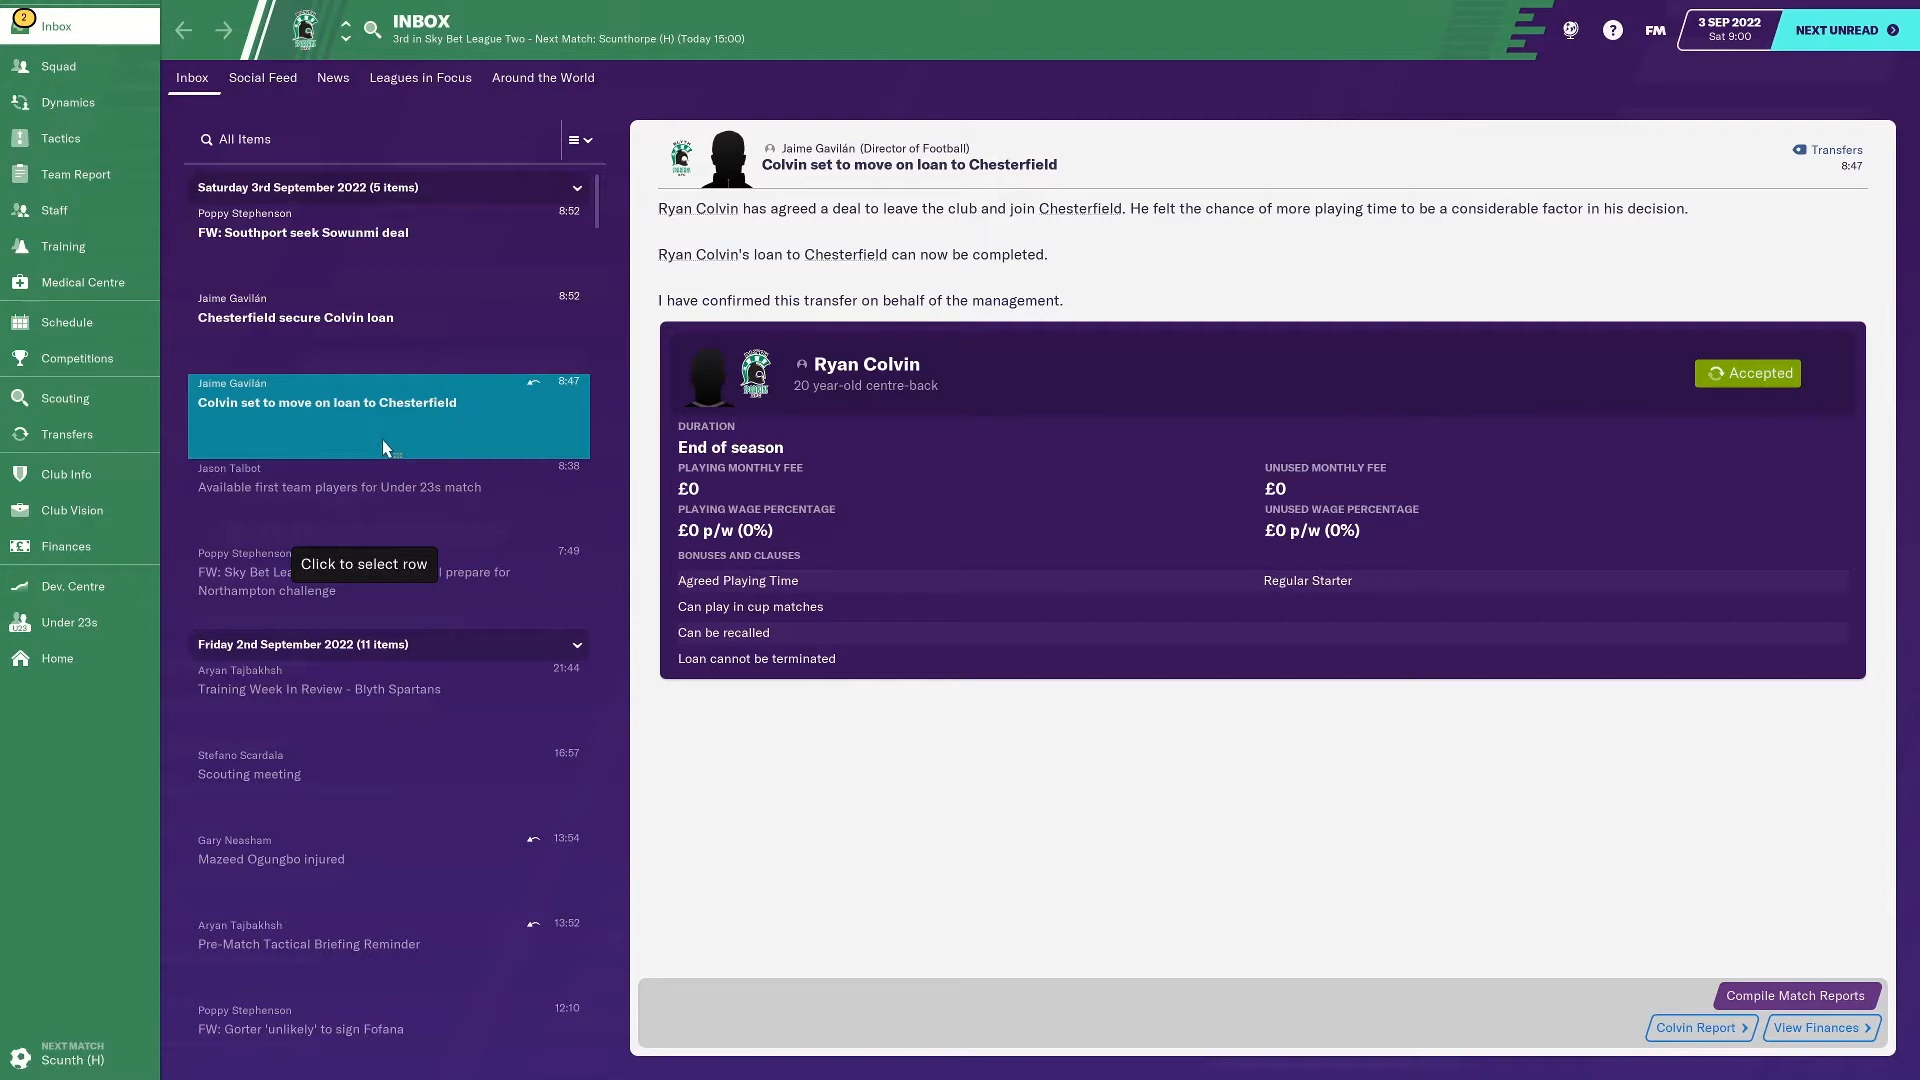 2
Inbox
Squad
Dynamics
Tactics
Team Report
Staff
Training
Medical Centre
Schedule
Competitions
Scouting
Transfers
Club Info
Club Vision
Finances
Dev. Centre
U23
Under 23s
Home
NEXT MATCH
Scunth (H)
INBOX
3rd in Sky Bet League Two - Next Match: Scunthorpe (H) (Today 15:00)
?
FM
3 SEP 2022
Sat 9:00
NEXT UNREAD
Inbox Social Feed News Leagues in Focus Around the World
All Items
Saturday 3rd September 2022 (5 items)
Poppy Stephenson 8:52
FW: Southport seek Sowunmi deal
Jaime Gavilán 8:52
Chesterfield secure Colvin loan
Jaime Gavilán 8:47
Colvin set to move on loan to Chesterfield
Jason Talbot 8:38
Available first team players for Under 23s match
Poppy Stephenson 7:49
FW: Sky Bet Lea
prepare for
Northampton challenge
Click to select row
Friday 2nd September 2022 (11 items)
Aryan Tajbakhsh 21:44
Training Week In Review - Blyth Spartans
Stefano Scardala 16:57
Scouting meeting
Gary Neasham 13:54
Mazeed Ogungbo injured
Aryan Tajbakhsh 13:52
Pre-Match Tactical Briefing Reminder
Poppy Stephenson 12:10
FW: Gorter 'unlikely' to sign Fofana
Jaime Gavilán (Director of Football)
Colvin set to move on loan to Chesterfield
Transfers
8:47
Ryan Colvin has agreed a deal to leave the club and join Chesterfield. He felt the chance of more playing time to be a considerable factor in his decision.
Ryan Colvin's loan to Chesterfield can now be completed.
I have confirmed this transfer on behalf of the management.
Ryan Colvin
20 year-old centre-back
Accepted
DURATION
End of season
PLAYING MONTHLY FEE UNUSED MONTHLY FEE
£0 £0
PLAYING WAGE PERCENTAGE UNUSED WAGE PERCENTAGE
£0 p/w (0%) £0 p/w (0%)
BONUSES AND CLAUSES
Agreed Playing Time Regular Starter
Can play in cup matches
Can be recalled
Loan cannot be terminated
Compile Match Reports
Colvin Report View Finances